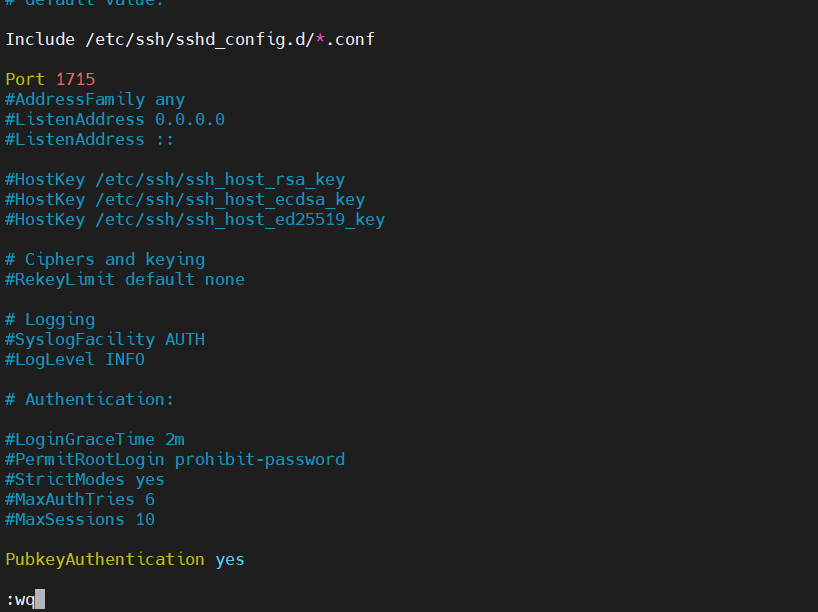 # default value.
Include /etc/ssh/sshd_config.d/*.conf
Port 1715
#AddressFamily any
#ListenAddress 0.0.0.0
#ListenAddress ::
#HostKey /etc/ssh/ssh_host_rsa_key
#HostKey /etc/ssh/ssh_host_ecdsa_key
#HostKey /etc/ssh/ssh_host_ed25519_key
# Ciphers and keying
#RekeyLimit default none
# Logging
#SyslogFacility AUTH
#LogLevel INFO
# Authentication:
#LoginGraceTime 2m
#PermitRootLogin prohibit-password
#StrictModes yes
#MaxAuthTries 6
#MaxSessions 10
PubkeyAuthentication yes
:wq